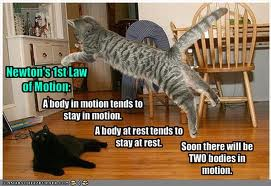 Newton's 1st Law
of Motion:
A body in motion tends to
stay in motion.
A body at rest tends to
stay at rest.
Soon there will be
TWO bodies in
motion.